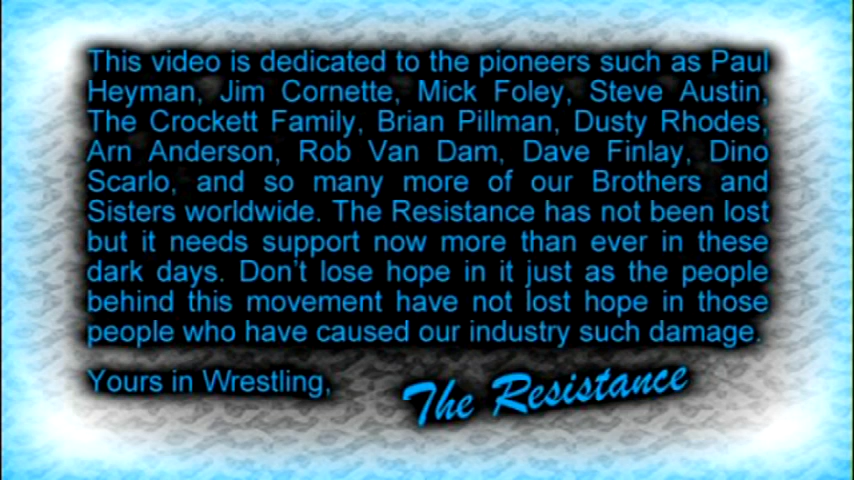 This video is dedicated to the pioneers such as Paul
Heyman, Jim Cornette, Mick Foley, Steve Austin,
The Crockett Family, Brian Pillman, Dusty Rhodes,
Arn Anderson, Rob Van Dam, Dave Finlay, Dino
Scarlo, and so many more of our Brothers and
Sisters worldwide. The Resistance has not been lost
but it needs support now more than ever in these
dark days. Don't lose hope in it just as the people
behind this movement have not lost hope in those
people who have caused our industry such damage.
Yours in Wrestling,
The Resistance